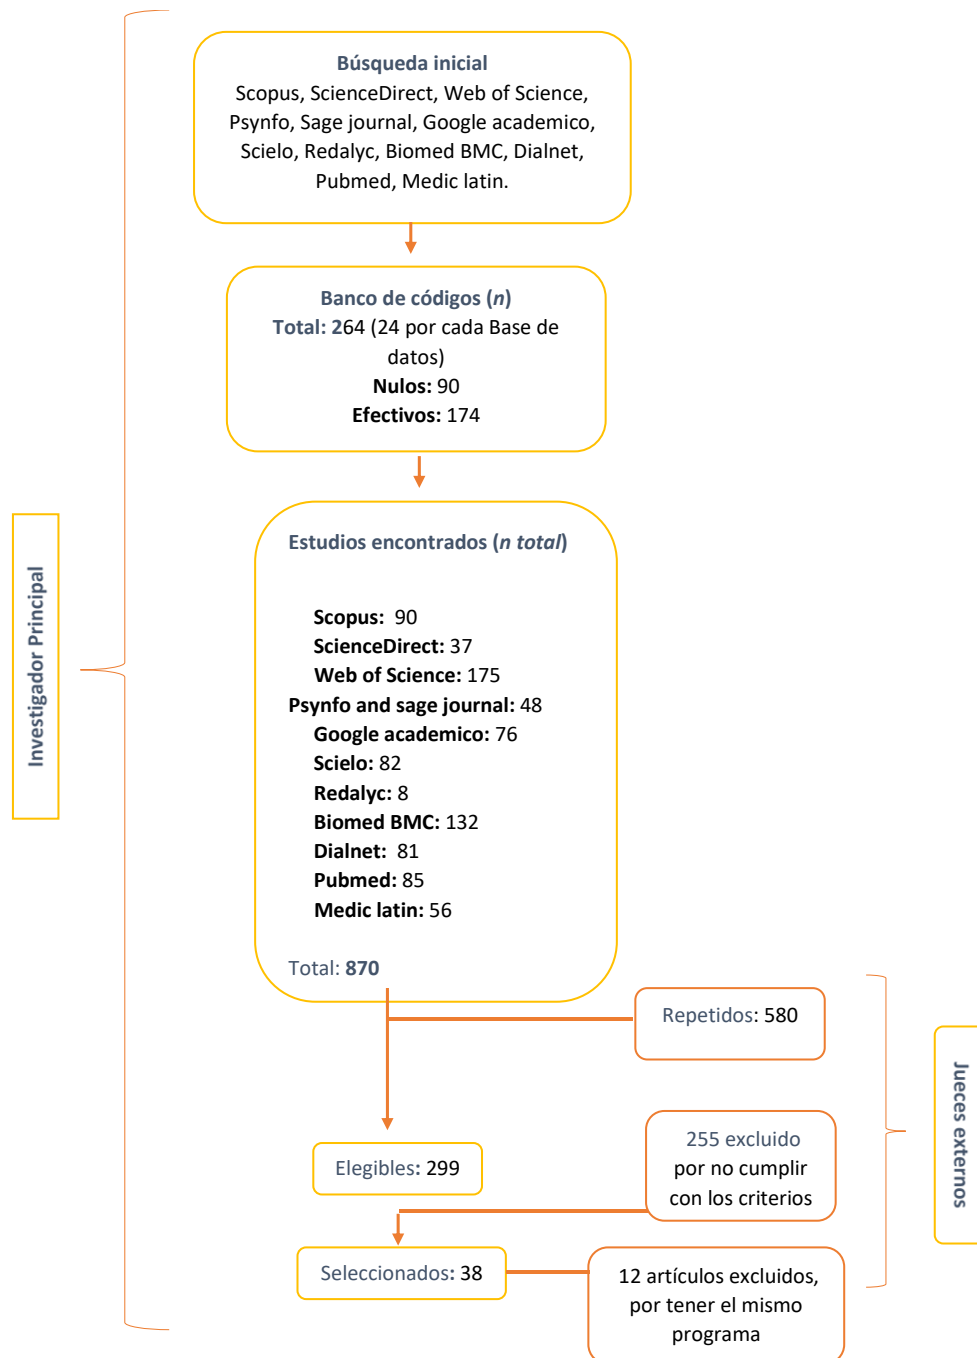 Búsqueda inicial
Scopus, ScienceDirect, Web of Science,
Psynfo, Sage journal, Google academico,
Scielo, Redalyc, Biomed BMC, Dialnet,
Pubmed, Medic latin.
Banco de códigos (n)
Total: 264 (24 por cada Base de
datos)
Nulos: 90
Efectivos: 174
Investigador Principal
Estudios encontrados (n total)
Scopus: 90
ScienceDirect: 37
Web of Science: 175
Psynfo and sage journal: 48
Google academico: 76
Scielo: 82
Redalyc: 8
Biomed BMC: 132
Dialnet: 81
Pubmed: 85
Medic latin: 56
Total: 870
Repetidos: 580
Jueces externos
255 excluido
por no cumplir
con los criterios
Elegibles: 299
Seleccionados: 38
12 artículos excluidos,
por tener el mismo
programa